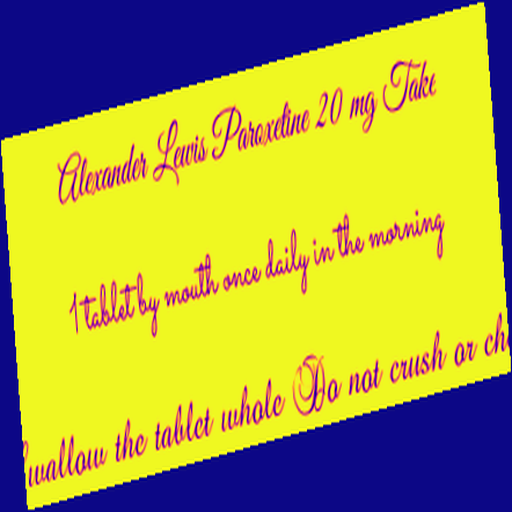 Alexander Lewis Paroxetine 20 mg Take
1 tablet by mouth once daily in the morning
the tablet whole Do not crush or